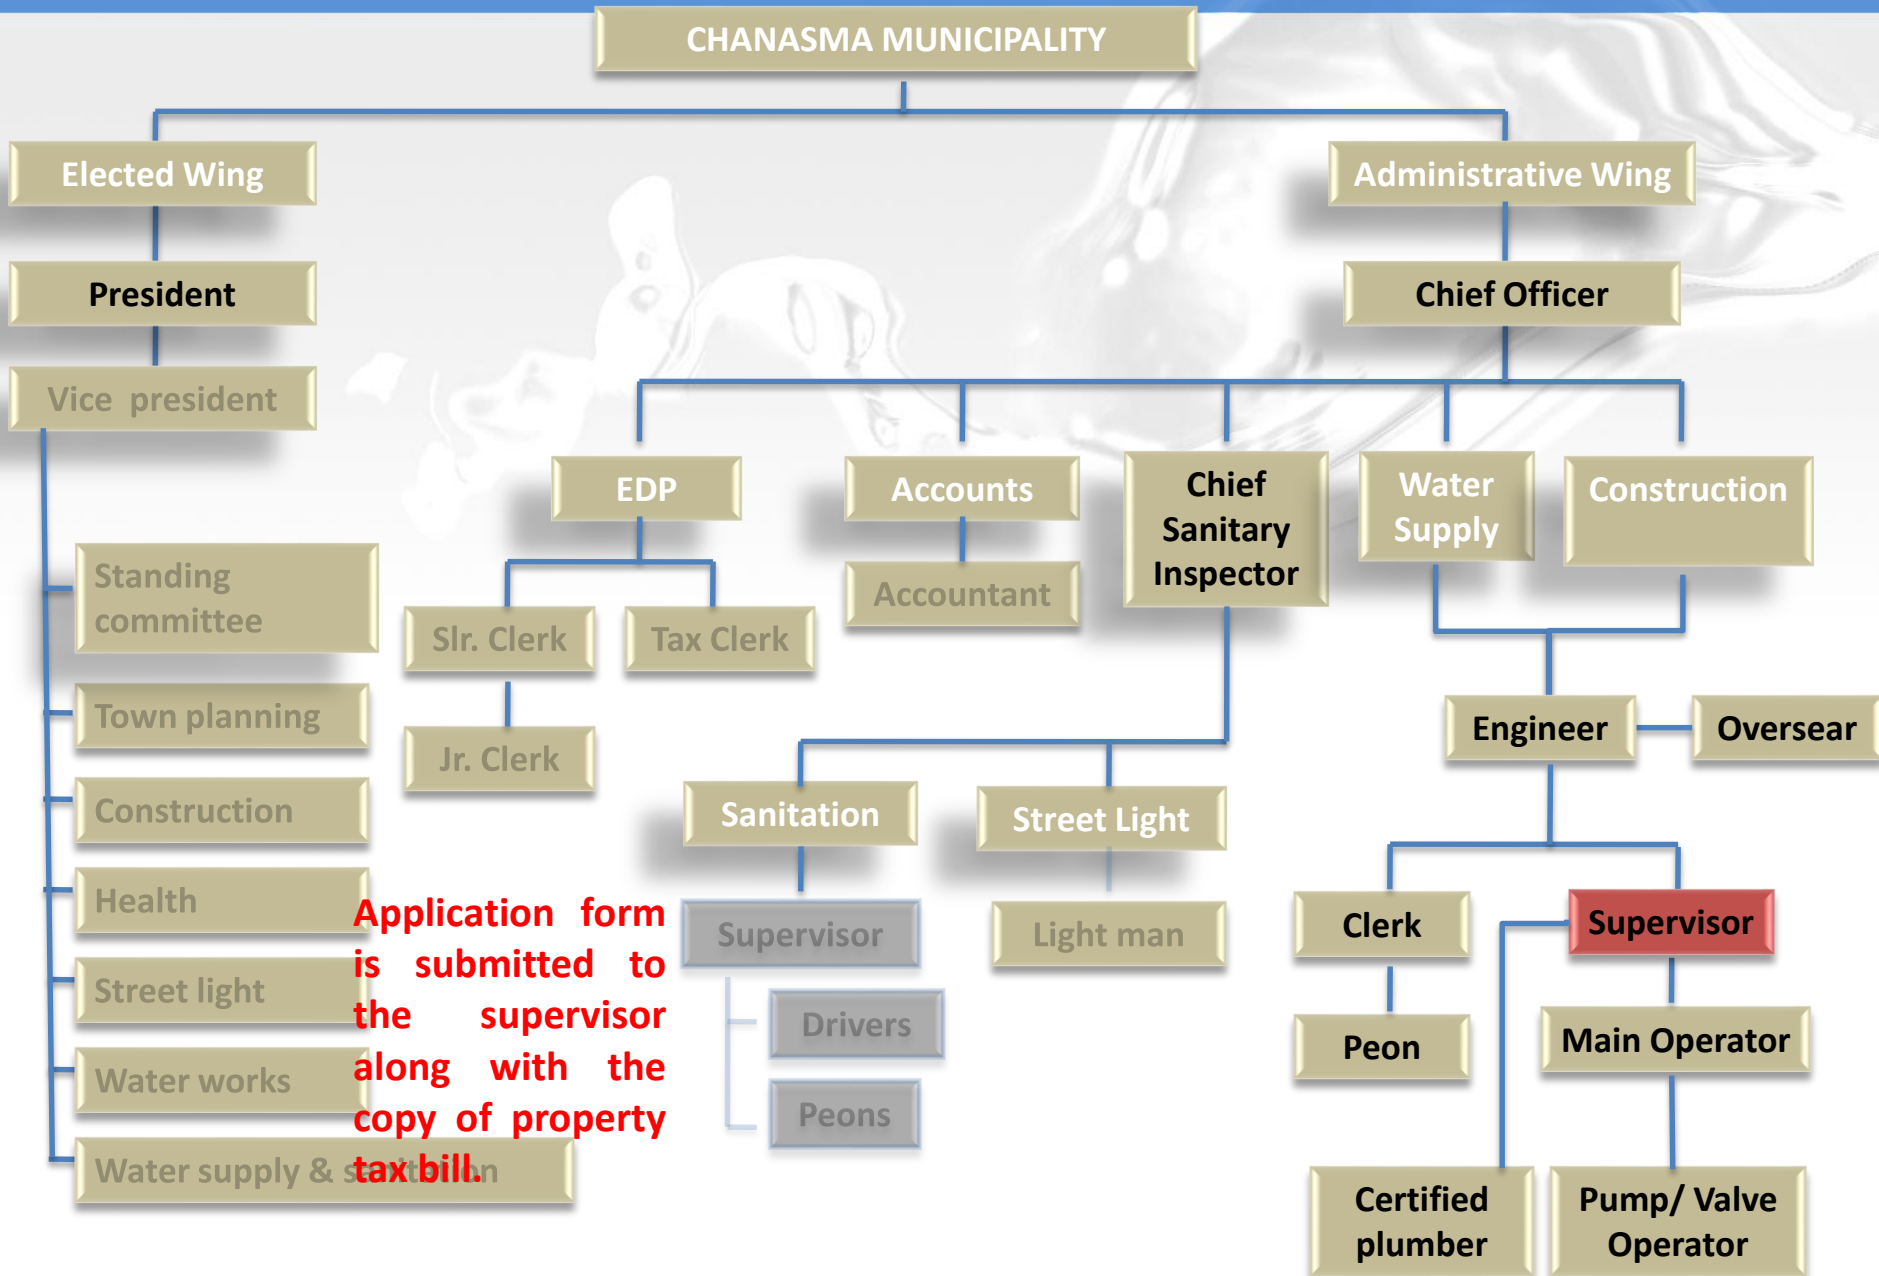 CHANASMA MUNICIPALITY
Elected Wing
Administrative Wing
President
Chief Officer
Vice president
EDP
Accounts
Chief
Sanitary
Inspector
Water
Supply
Construction
Standing
committee
Accountant
Slr. Clerk
Tax Clerk
Town planning
Engineer
Oversear
Jr. Clerk
Construction
Sanitation
Street Light
Health
Application form
is submitted to
the supervisor
along with the
copy of property
tax bill.
Supervisor
Light man
Clerk
Supervisor
Street light
Drivers
Peon
Main Operator
Water works
Peons
Water supply & sanitation
Certified
plumber
Pump/ Valve
Operator